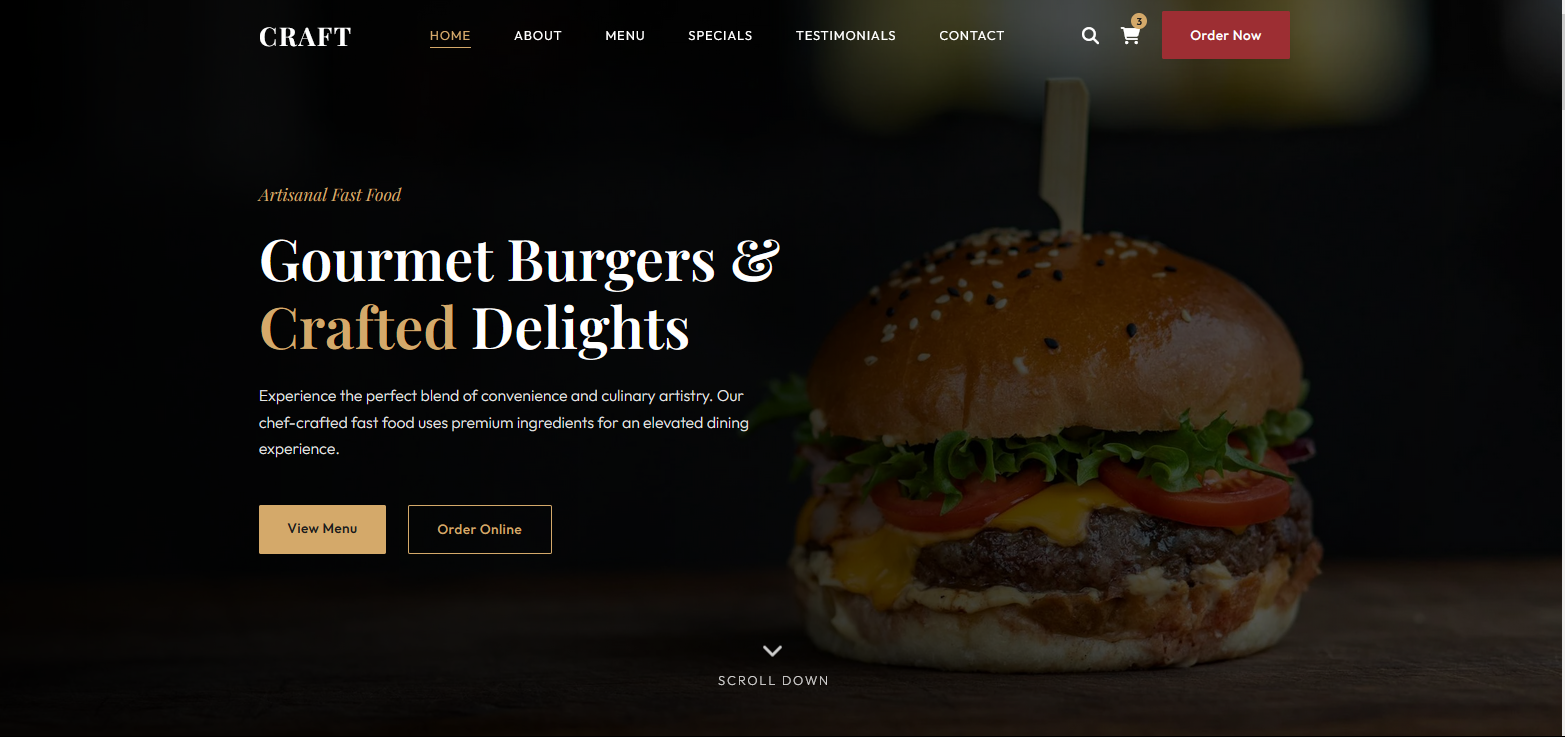 CRAFT
HOME ABOUT MENU SPECIALS TESTIMONIALS CONTACT
3
Order Now
Artisanal Fast Food
Gourmet Burgers &
Crafted Delights
Experience the perfect blend of convenience and culinary artistry. Our
chef-crafted fast food uses premium ingredients for an elevated dining
experience.
View Menu
Order Online
SCROLL DOWN